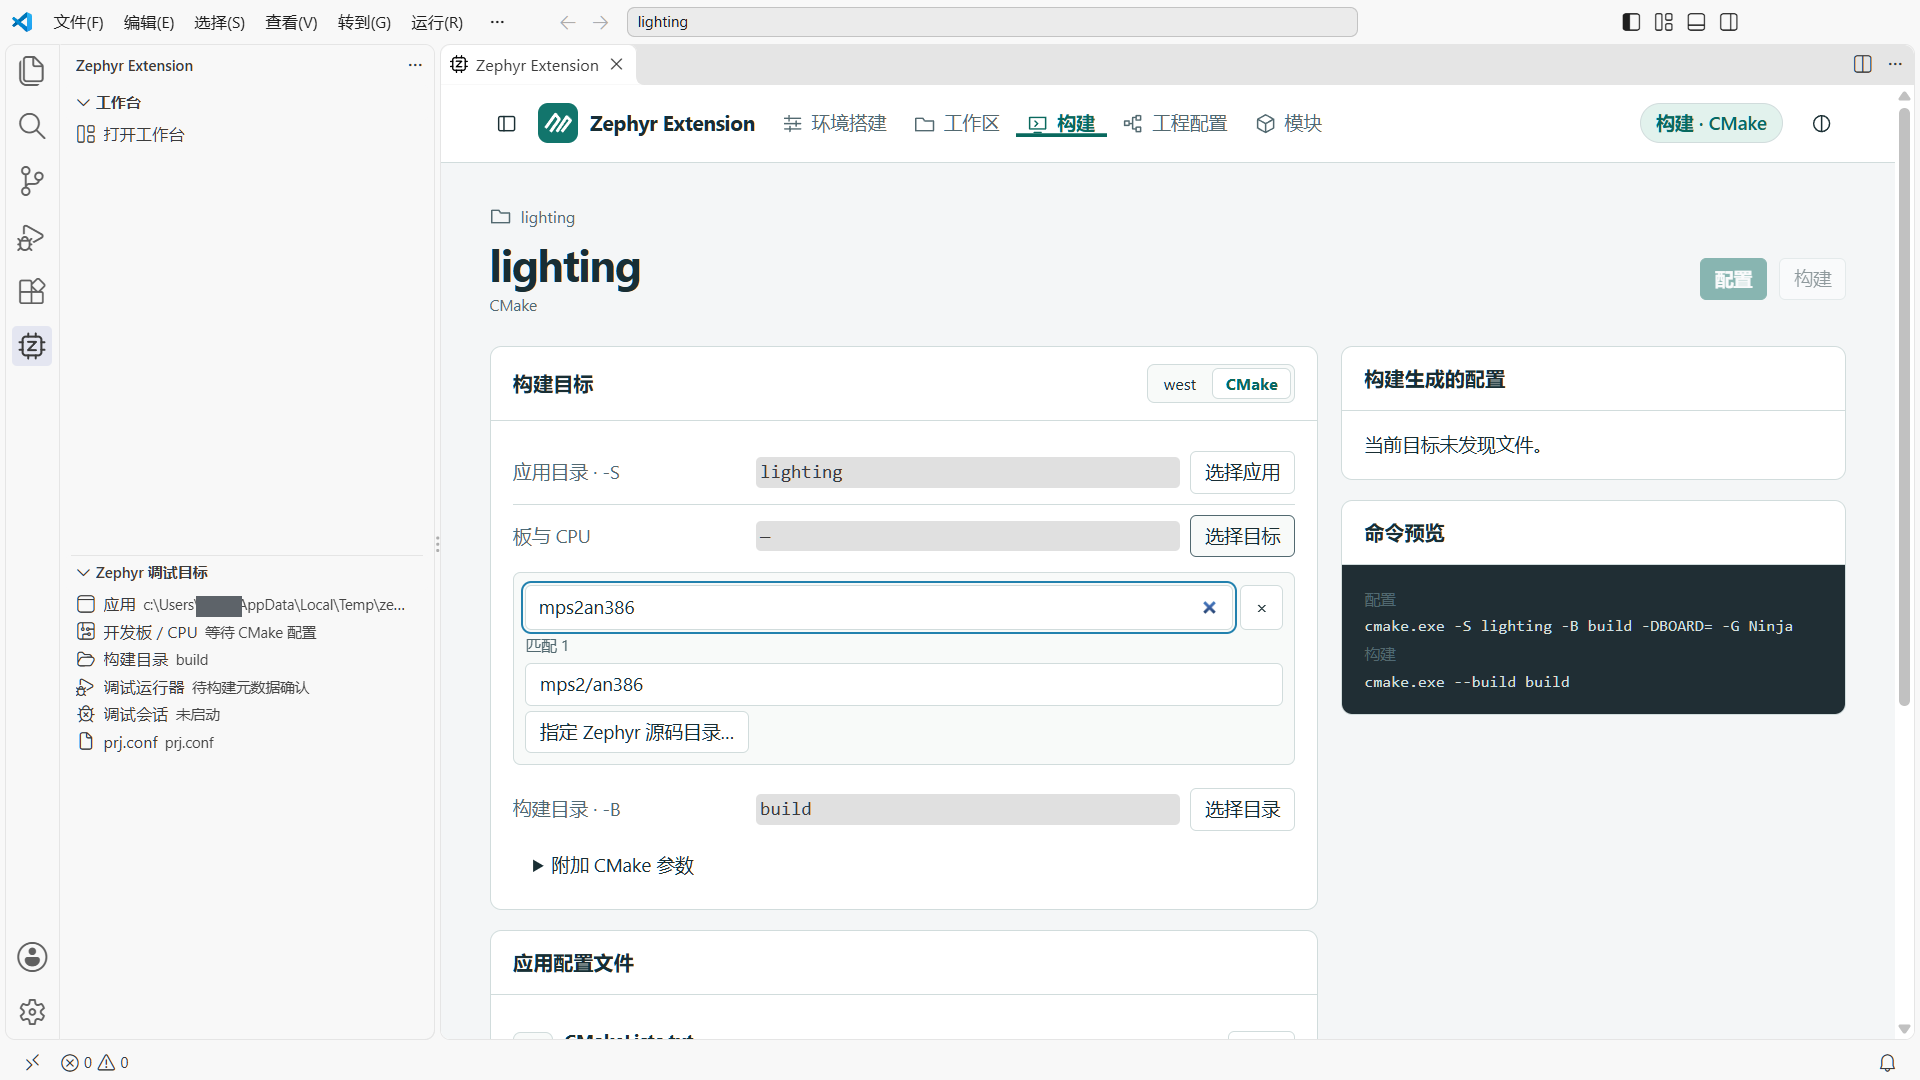 文件(F) 编辑(E) 选择(S) 查看(V) 转到(G) 运行(R) ··· lighting
Zephyr Extension ···
工作台
打开工作台
Zephyr 调试目标
应用 c:\Users\ AppData\Local\Temp\ze...
开发板 / CPU 等待 CMake 配置
构建目录 build
调试运行器 待构建元数据确认
调试会话 未启动
prj.conf prj.conf
Zephyr Extension
Zephyr Extension 环境搭建 工作区 构建 工程配置 模块 构建 · CMake
lighting
lighting
CMake
配置 构建
构建目标 west CMake
应用目录 · -S lighting 选择应用
板与 CPU — 选择目标
mps2an386 ×
匹配 1
mps2/an386
指定 Zephyr 源码目录...
构建目录 · -B build 选择目录
附加 CMake 参数
应用配置文件
CMakeLists.txt
构建生成的配置
当前目标未发现文件。
命令预览
配置
cmake.exe -S lighting -B build -DBOARD= -G Ninja
构建
cmake.exe --build build
0 0